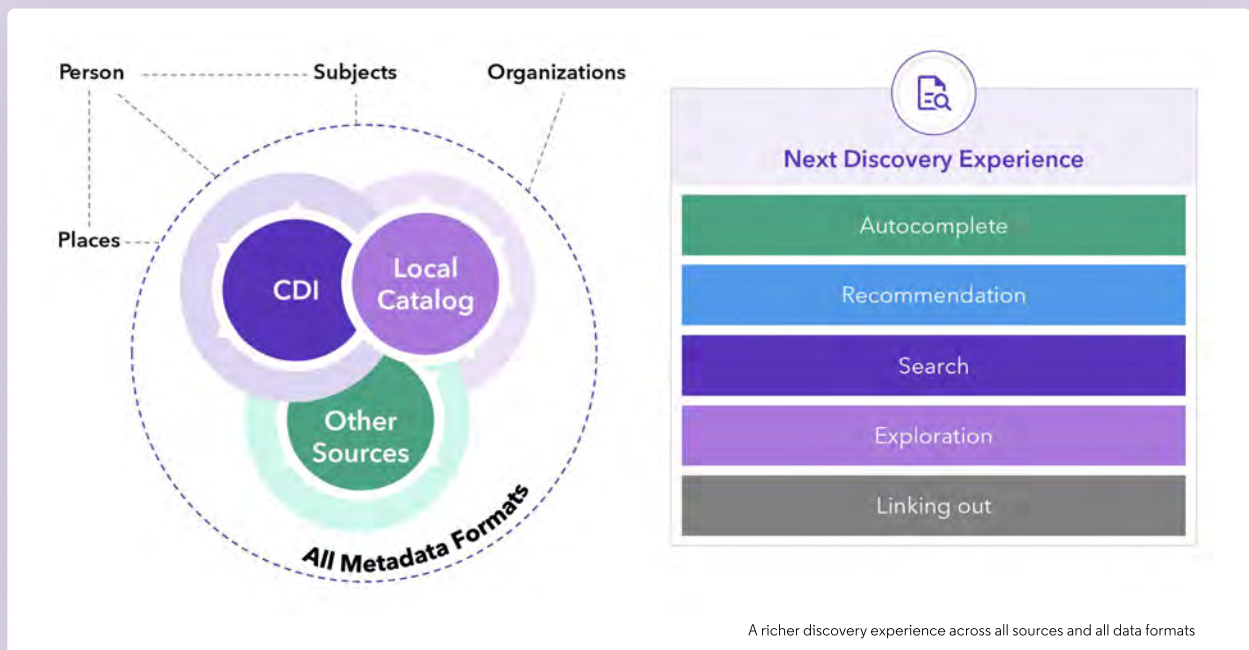 Person
Subjects
Organizations
Places
CDI
Local
Catalog
Other
Sources
All Metadada Formats
Next Discovery Experience
Autocomplete
Recommendation
Search
Exploration
Linking out
A richer discovery experience across all sources and all data formats